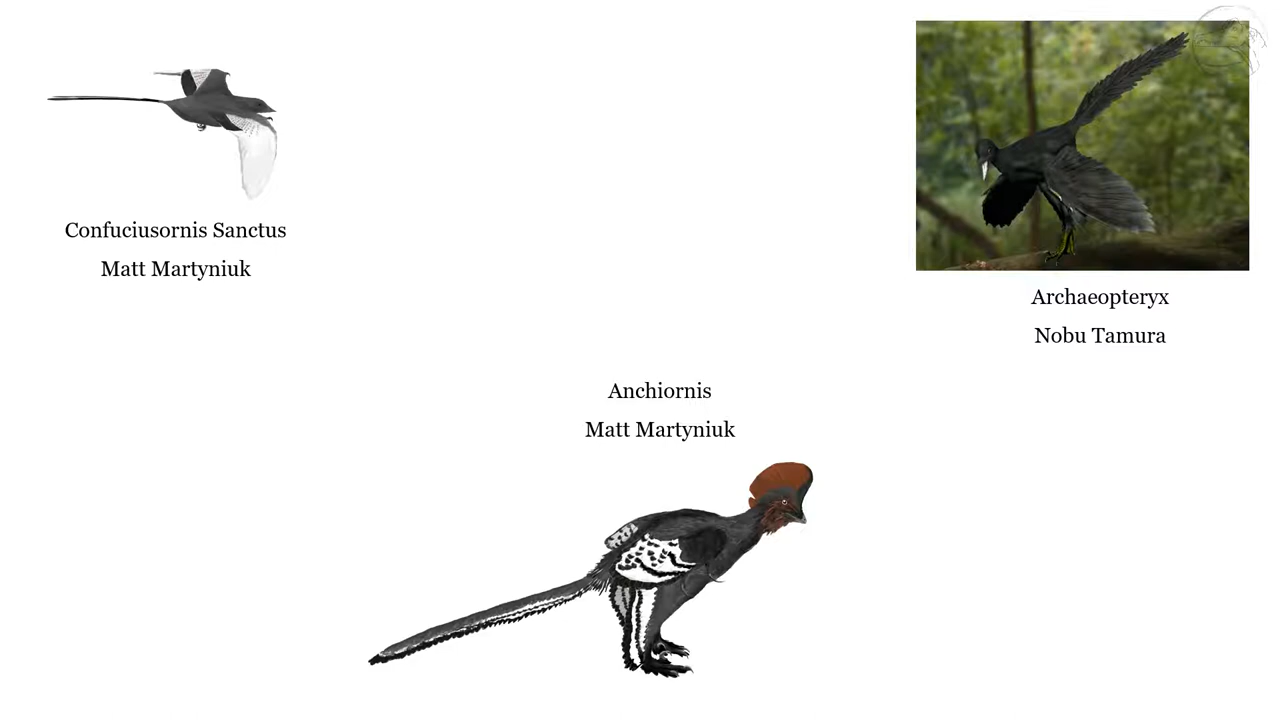 Confuciusornis Sanctus
Matt Martyniuk
Archaeopteryx
Nobu Tamura
Anchiornis
Matt Martyniuk